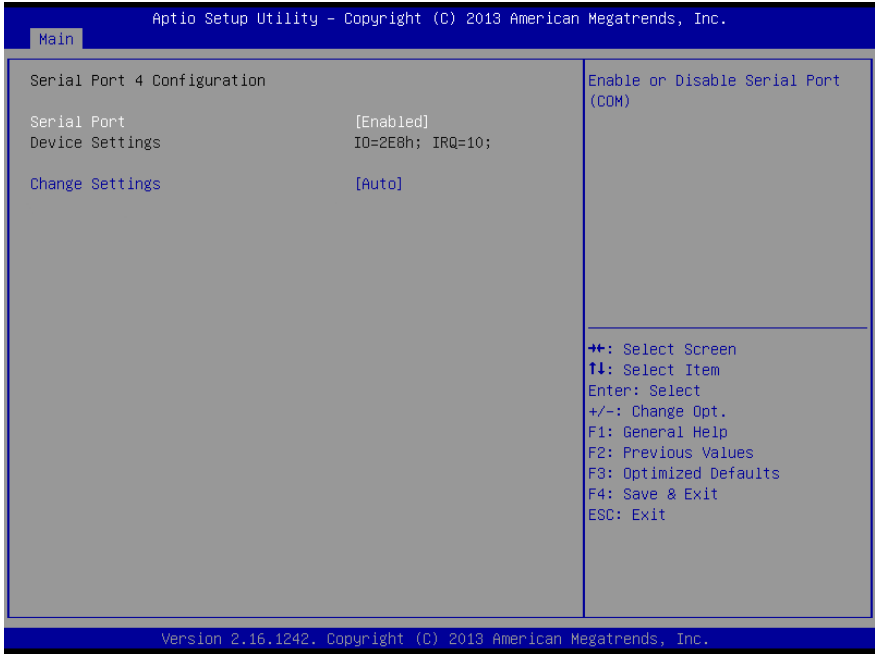 Aptio Setup Utility – Copyright (C) 2013 American Megatrends, Inc.
Main
Serial Port 4 Configuration
Serial Port [Enabled]
Device Settings IO=2E8h; IRQ=10;
Change Settings [Auto]
Enable or Disable Serial Port
(COM)
→←: Select Screen
↑↓: Select Item
Enter: Select
+/-: Change Opt.
F1: General Help
F2: Previous Values
F3: Optimized Defaults
F4: Save & Exit
ESC: Exit
Version 2.16.1242. Copyright (C) 2013 American Megatrends, Inc.